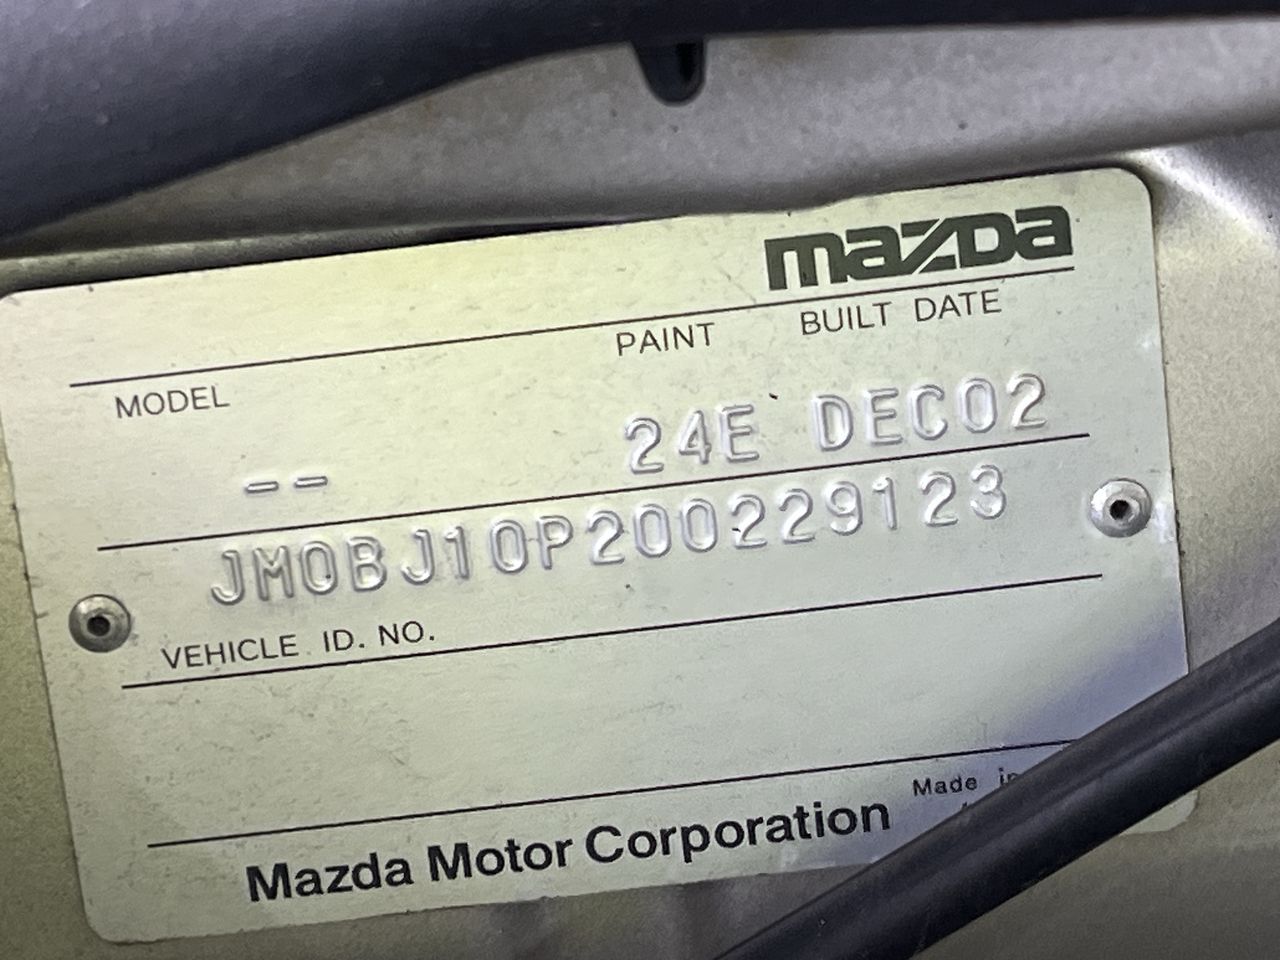 mazda
MODEL PAINT BUILT DATE
-- 24E DEC02
JM0BJ10P200229123
VEHICLE ID. NO.
Made in
Mazda Motor Corporation